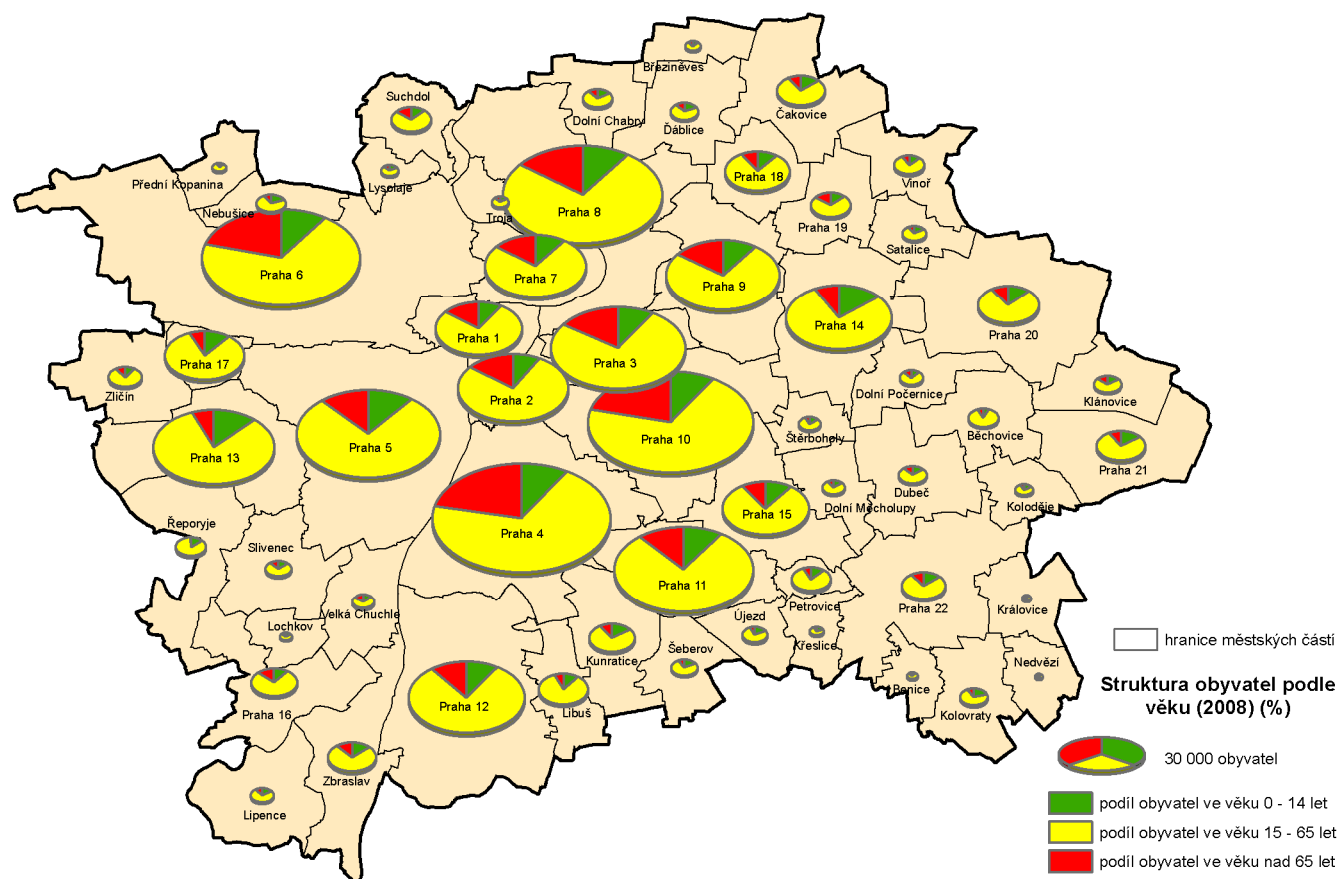 Březiněves
Suchdol
Dolní Chabry
Ďáblice
Čakovice
Přední Kopanina
Lysolaje
Nebušice
Troja
Praha 8
Praha 18
Vinoř
Praha 19
Satalice
Praha 6
Praha 7
Praha 9
Praha 14
Praha 20
Praha 1
Praha 3
Praha 17
Zličín
Praha 2
Dolní Počernice
Klánovice
Praha 10
Štěrboholy
Běchovice
Praha 13
Praha 5
Praha 21
Dubeč
Koloděje
Praha 15
Dolní Měcholupy
Praha 4
Řeporyje
Slivenec
Praha 11
Petrovice
Praha 22
Královice
Velká Chuchle
Lochkov
Újezd
Křeslice
Kunratice
Šeberov
Nedvězí
Benice
Kolovraty
Praha 16
Praha 12
Libuš
Zbraslav
Lipence
hranice městských částí
Struktura obyvatel podle
věku (2008) (%)
30 000 obyvatel
podíl obyvatel ve věku 0 - 14 let
podíl obyvatel ve věku 15 - 65 let
podíl obyvatel ve věku nad 65 let